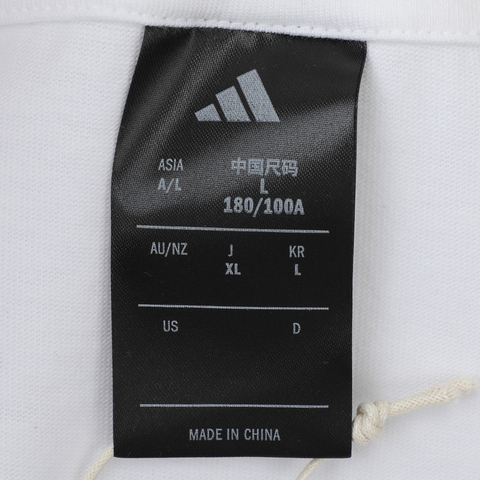 ASIA 中国尺码
A/L L
180/100A
AU/NZ J KR
XL L
US D
MADE IN CHINA